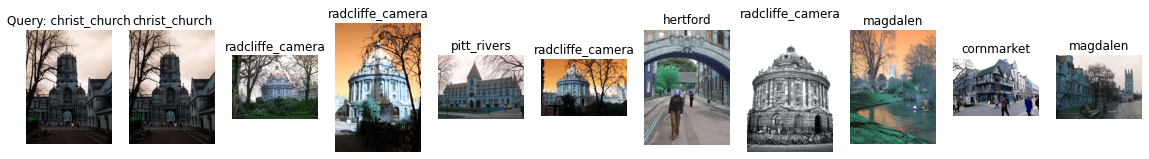 Query: christ_church
christ_church
radcliffe_camera
radcliffe_camera
pitt_rivers
radcliffe_camera
hertford
radcliffe_camera
magdalen
cornmarket
magdalen